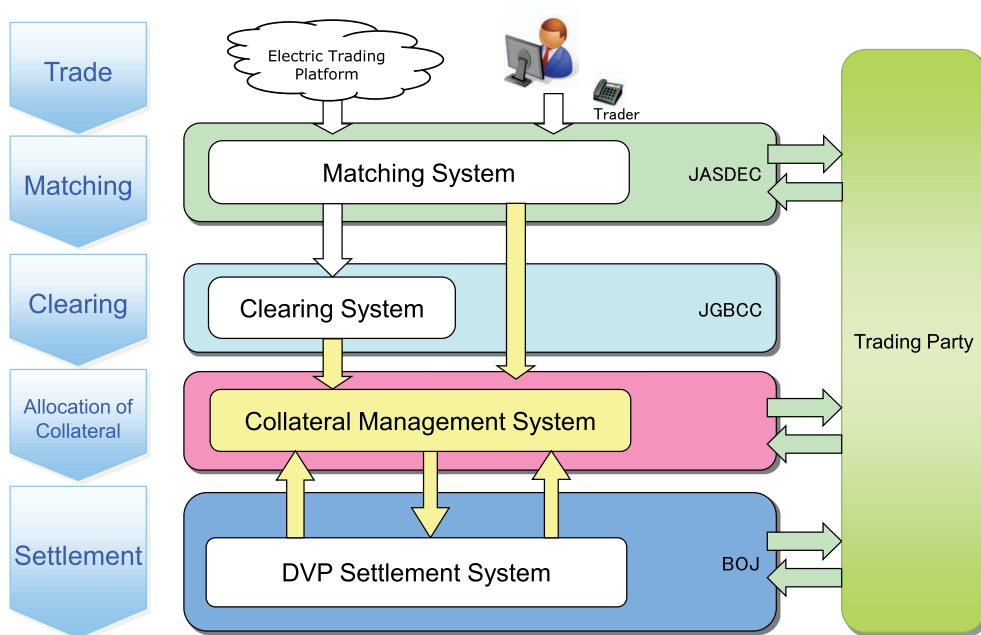 Trade
Electric Trading
Platform
Trader
Matching
Matching System
JASDEC
Clearing
Clearing System
JGBCC
Trading Party
Allocation of
Collateral
Collateral Management System
Settlement
DVP Settlement System
BOJ